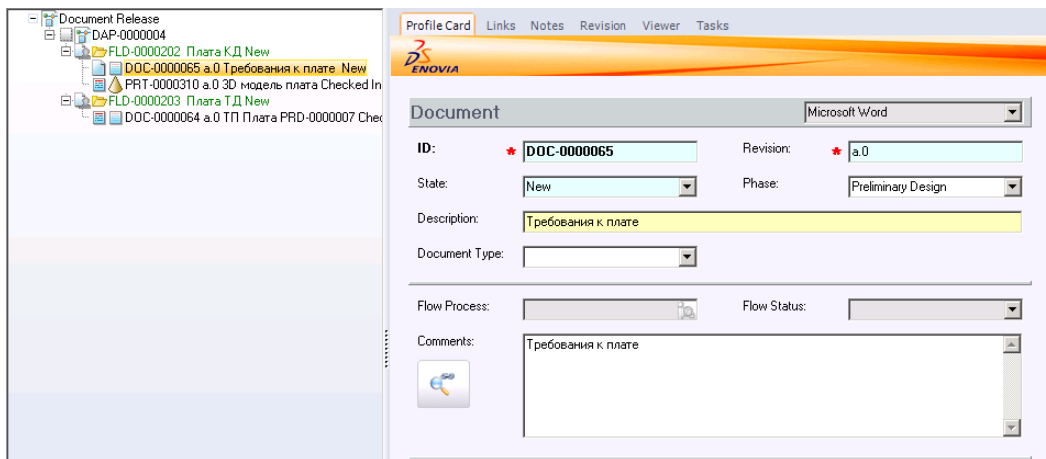 Document Release
DAP-0000004
FLD-0000202 Плата КД New
DOC-0000065 a.0 Требования к плате New
PRT-0000310 a.0 3D модель плата Checked In
FLD-0000203 Плата ТД New
DOC-0000064 a.0 ТП Плата PRD-0000007 Chec
Profile Card Links Notes Revision Viewer Tasks
ENOVIA
Document Microsoft Word
ID: * DOC-0000065 Revision: * a.0
State: New Phase: Preliminary Design
Description: Требования к плате
Document Type:
Flow Process: Flow Status:
Comments: Требования к плате